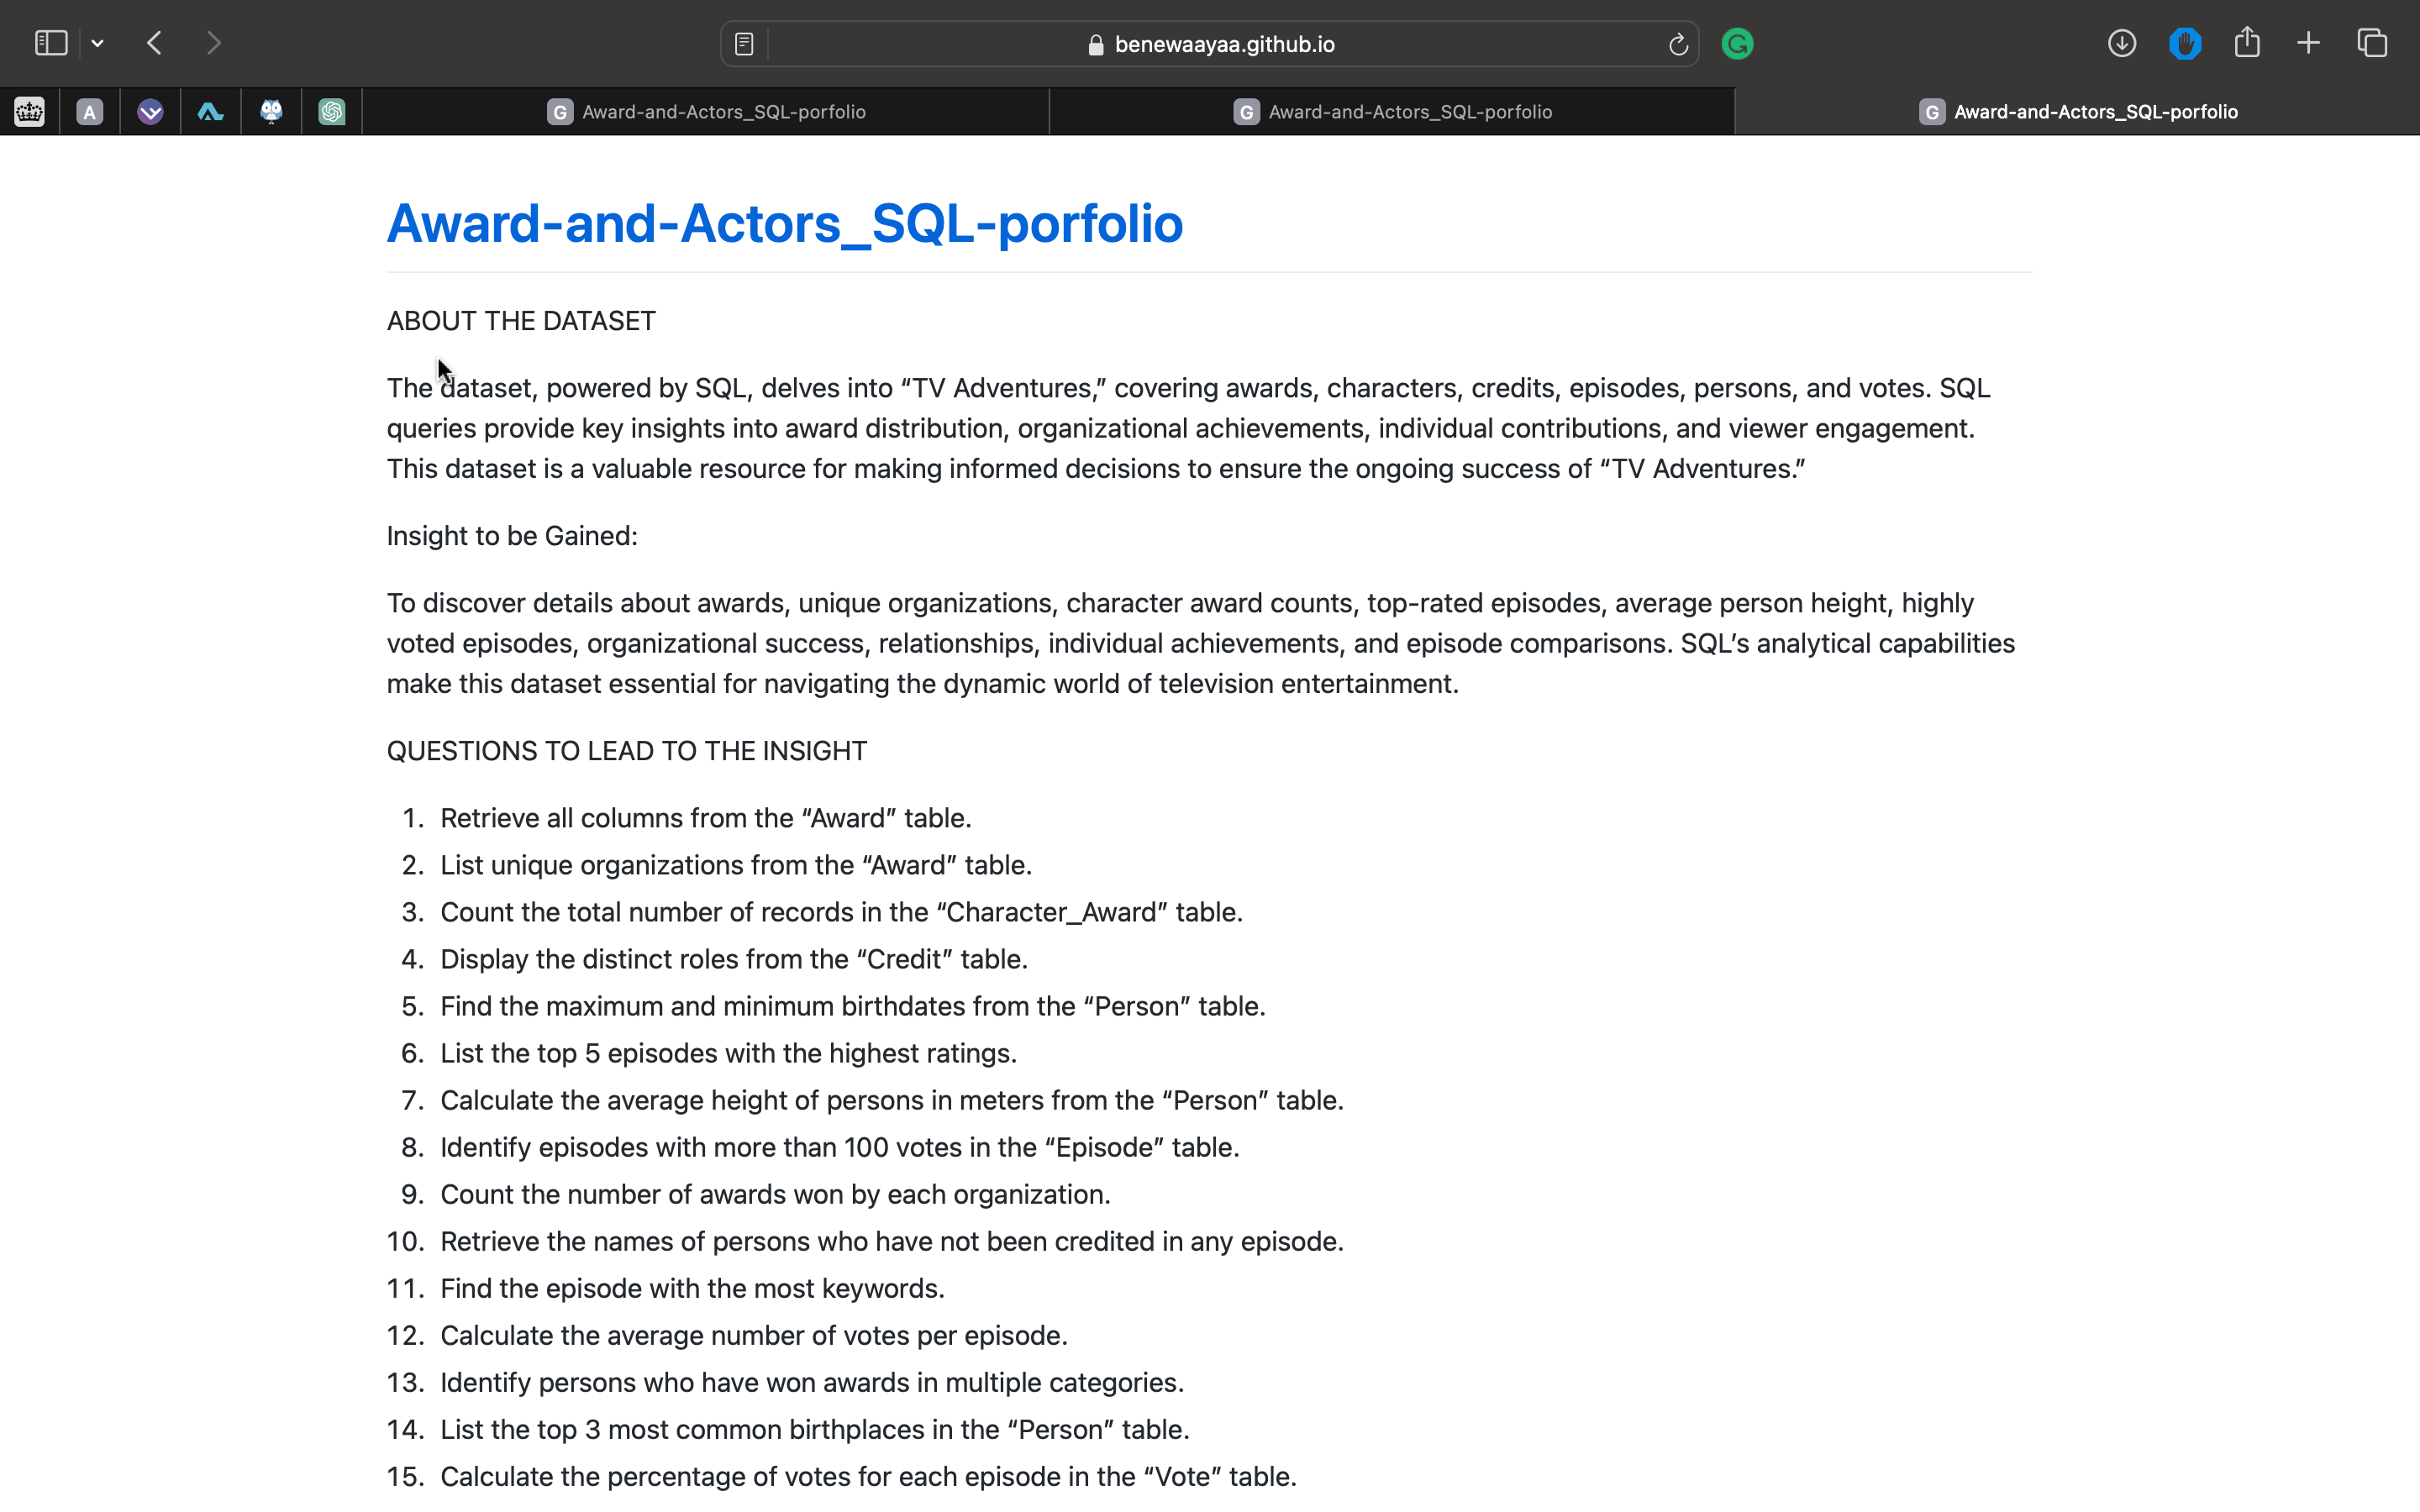 benewaayaa.github.io
A
G Award-and-Actors_SQL-porfolio
G Award-and-Actors_SQL-porfolio
G Award-and-Actors_SQL-porfolio
Award-and-Actors_SQL-porfolio
ABOUT THE DATASET
The dataset, powered by SQL, delves into “TV Adventures,” covering awards, characters, credits, episodes, persons, and votes. SQL
queries provide key insights into award distribution, organizational achievements, individual contributions, and viewer engagement.
This dataset is a valuable resource for making informed decisions to ensure the ongoing success of “TV Adventures.”
Insight to be Gained:
To discover details about awards, unique organizations, character award counts, top-rated episodes, average person height, highly
voted episodes, organizational success, relationships, individual achievements, and episode comparisons. SQL’s analytical capabilities
make this dataset essential for navigating the dynamic world of television entertainment.
QUESTIONS TO LEAD TO THE INSIGHT
1. Retrieve all columns from the “Award” table.
2. List unique organizations from the “Award” table.
3. Count the total number of records in the “Character_Award” table.
4. Display the distinct roles from the “Credit” table.
5. Find the maximum and minimum birthdates from the “Person” table.
6. List the top 5 episodes with the highest ratings.
7. Calculate the average height of persons in meters from the “Person” table.
8. Identify episodes with more than 100 votes in the “Episode” table.
9. Count the number of awards won by each organization.
10. Retrieve the names of persons who have not been credited in any episode.
11. Find the episode with the most keywords.
12. Calculate the average number of votes per episode.
13. Identify persons who have won awards in multiple categories.
14. List the top 3 most common birthplaces in the “Person” table.
15. Calculate the percentage of votes for each episode in the “Vote” table.